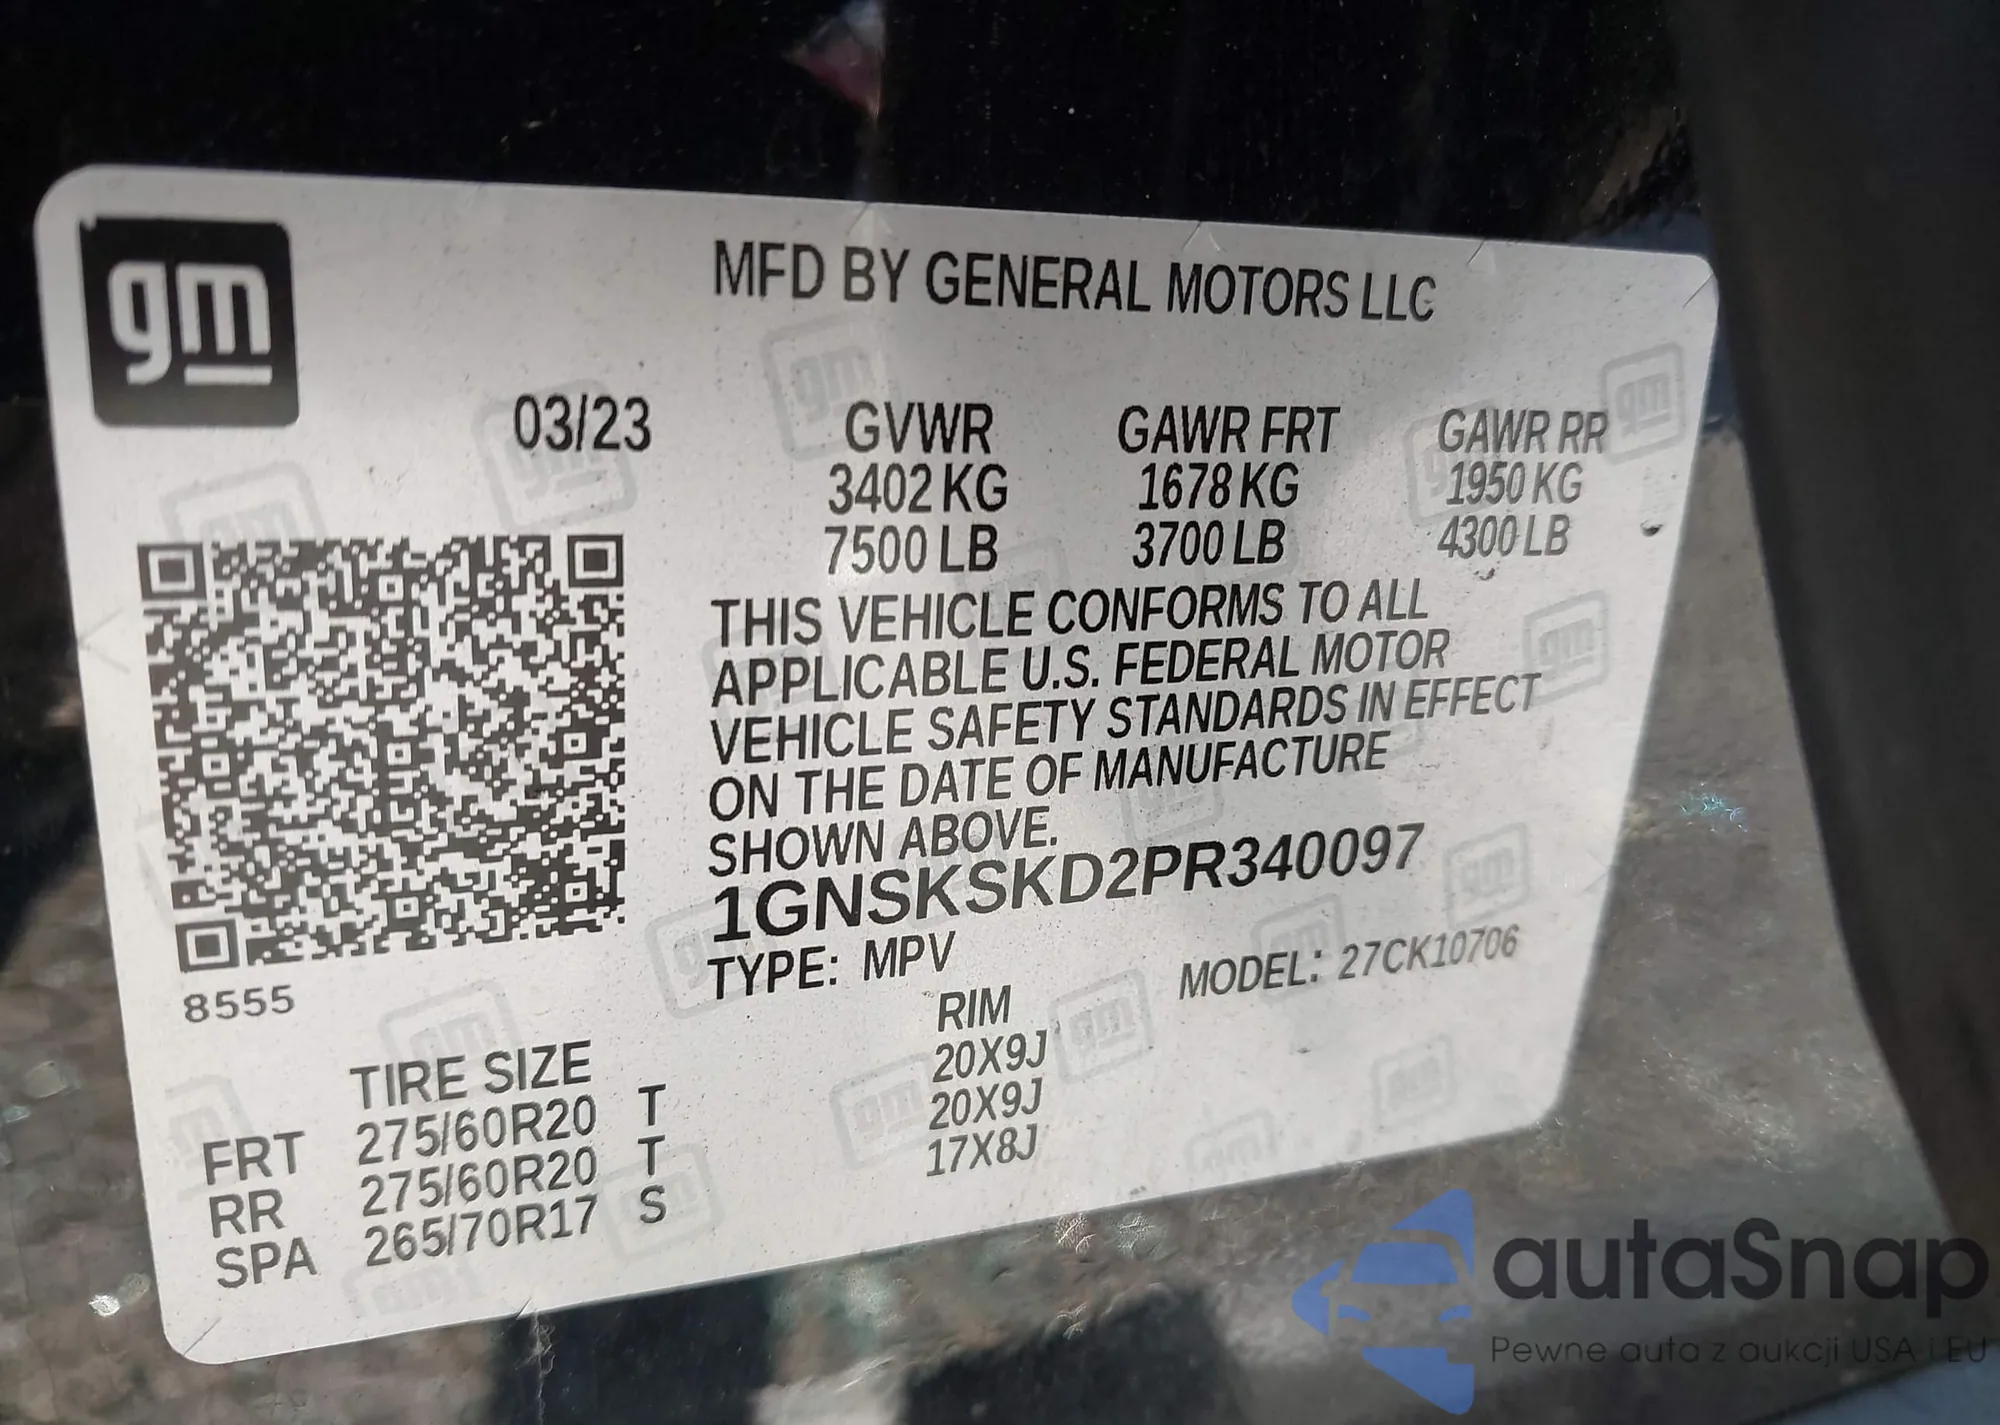 gm
MFD BY GENERAL MOTORS LLC
03/23 GVWR GAWR FRT GAWR RR
3402 KG 1678 KG 1950 KG
7500 LB 3700 LB 4300 LB
THIS VEHICLE CONFORMS TO ALL
APPLICABLE U.S. FEDERAL MOTOR
VEHICLE SAFETY STANDARDS IN EFFECT
ON THE DATE OF MANUFACTURE
SHOWN ABOVE.
1GNSKSKD2PR340097
TYPE: MPV MODEL: 27CK10706
8555
TIRE SIZE RIM
FRT 275/60R20 T 20X9J
RR 275/60R20 T 20X9J
SPA 265/70R17 S 17X8J
autaSnap
Pewne auta z aukcji USA i EU